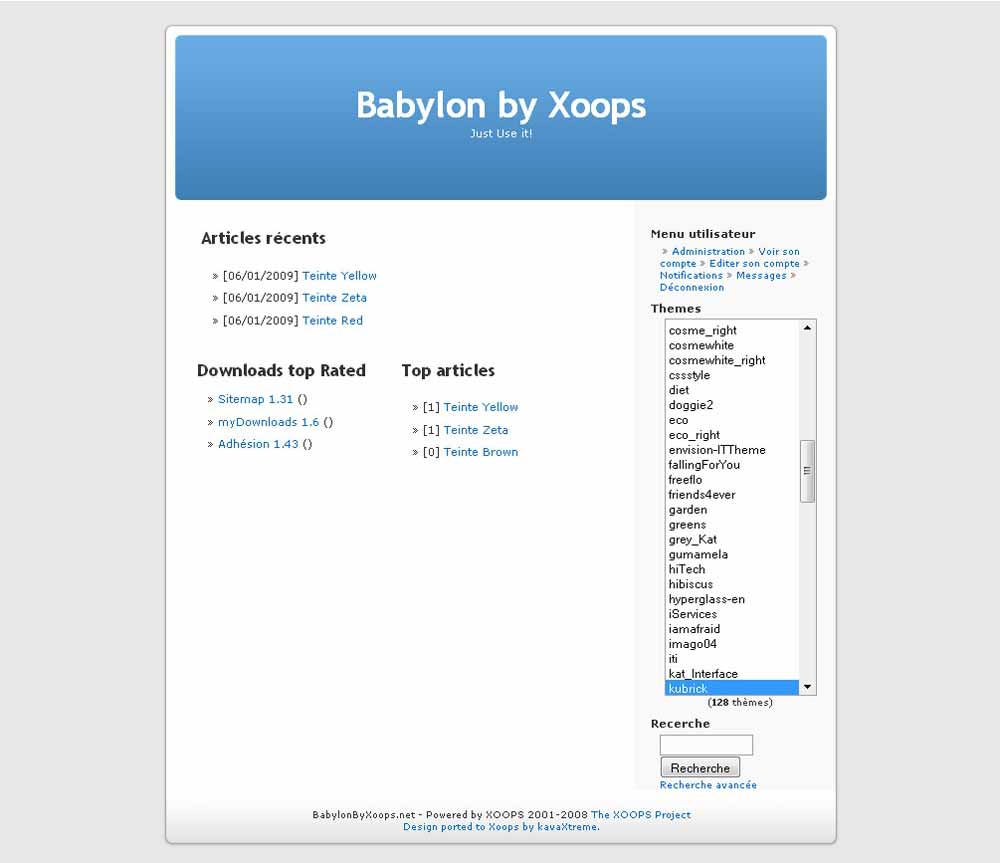 Babylon by Xoops
Just Use it!
Articles récents
» [06/01/2009] Teinte Yellow
» [06/01/2009] Teinte Zeta
» [06/01/2009] Teinte Red
Downloads top Rated
» Sitemap 1.31 ()
» myDownloads 1.6 ()
» Adhésion 1.43 ()
Top articles
» [1] Teinte Yellow
» [1] Teinte Zeta
» [0] Teinte Brown
Menu utilisateur
» Administration » Voir son
compte » Editer son compte »
Notifications » Messages »
Déconnexion
Themes
cosme_right
cosmewhite
cosmewhite_right
cssstyle
diet
doggie2
eco
eco_right
envision-ITTheme
fallingForYou
freeflo
friends4ever
garden
greens
grey_Kat
gumamela
hiTech
hibiscus
hyperglass-en
iServices
iamafraid
imago04
iti
kat_Interface
kubrick
(128 thèmes)
Recerche
Recherche
Recherche avancée
BabylonByXoops.net - Powered by XOOPS 2001-2008 The XOOPS Project
Design ported to Xoops by kavaXtreme.